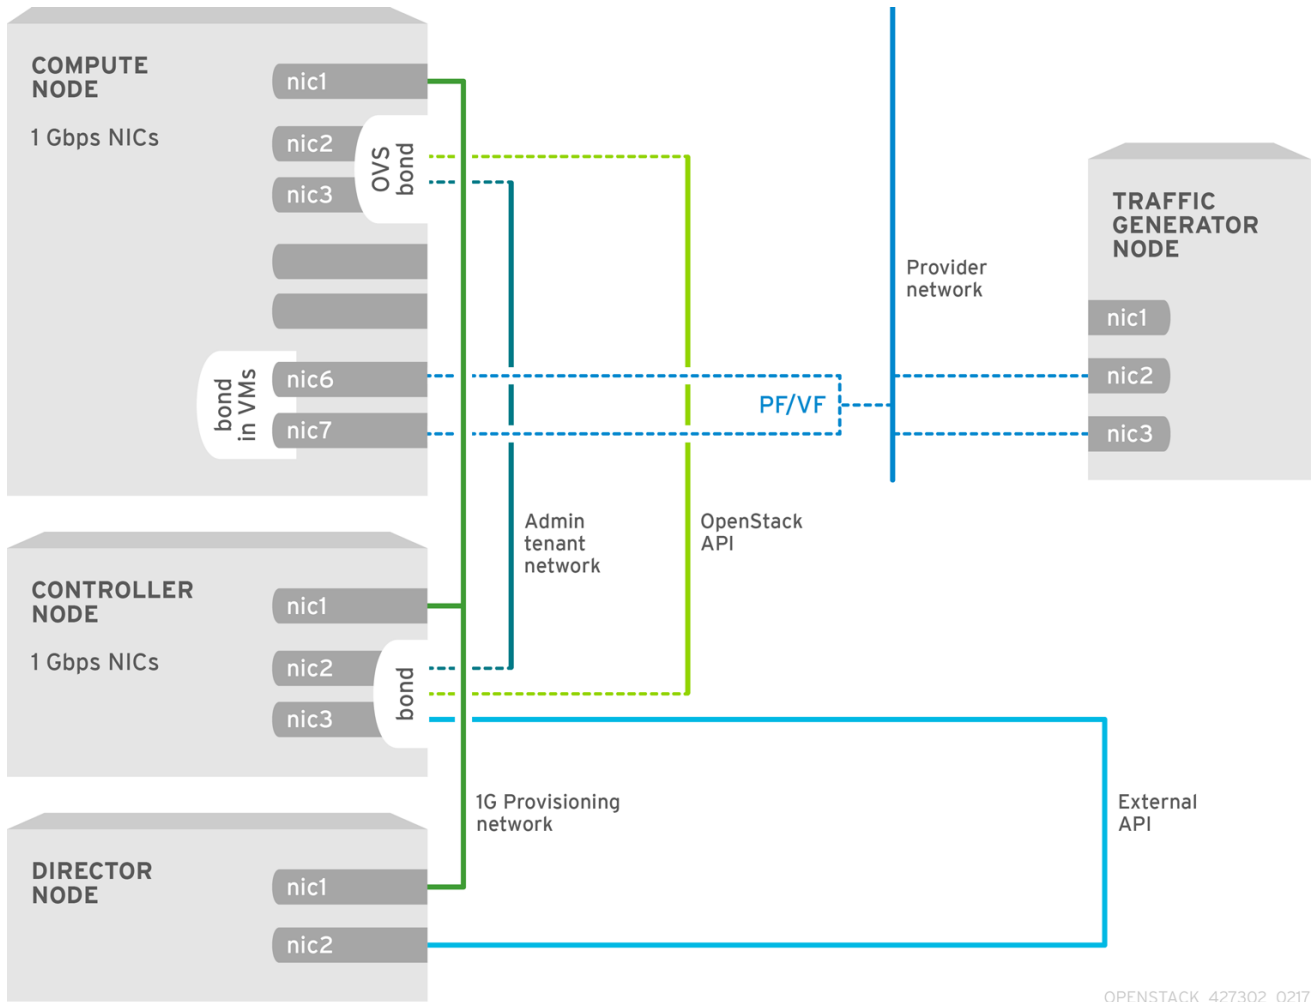 COMPUTE
NODE
1 Gbps NICs
nic1
nic2
nic3
OVS
bond
nic6
nic7
bond
in VMs
PF/VF
Provider
network
TRAFFIC
GENERATOR
NODE
nic1
nic2
nic3
Admin
tenant
network
OpenStack
API
CONTROLLER
NODE
1 Gbps NICs
nic1
nic2
nic3
bond
1G Provisioning
network
External
API
DIRECTOR
NODE
nic1
nic2
OPENSTACK_427302_0217